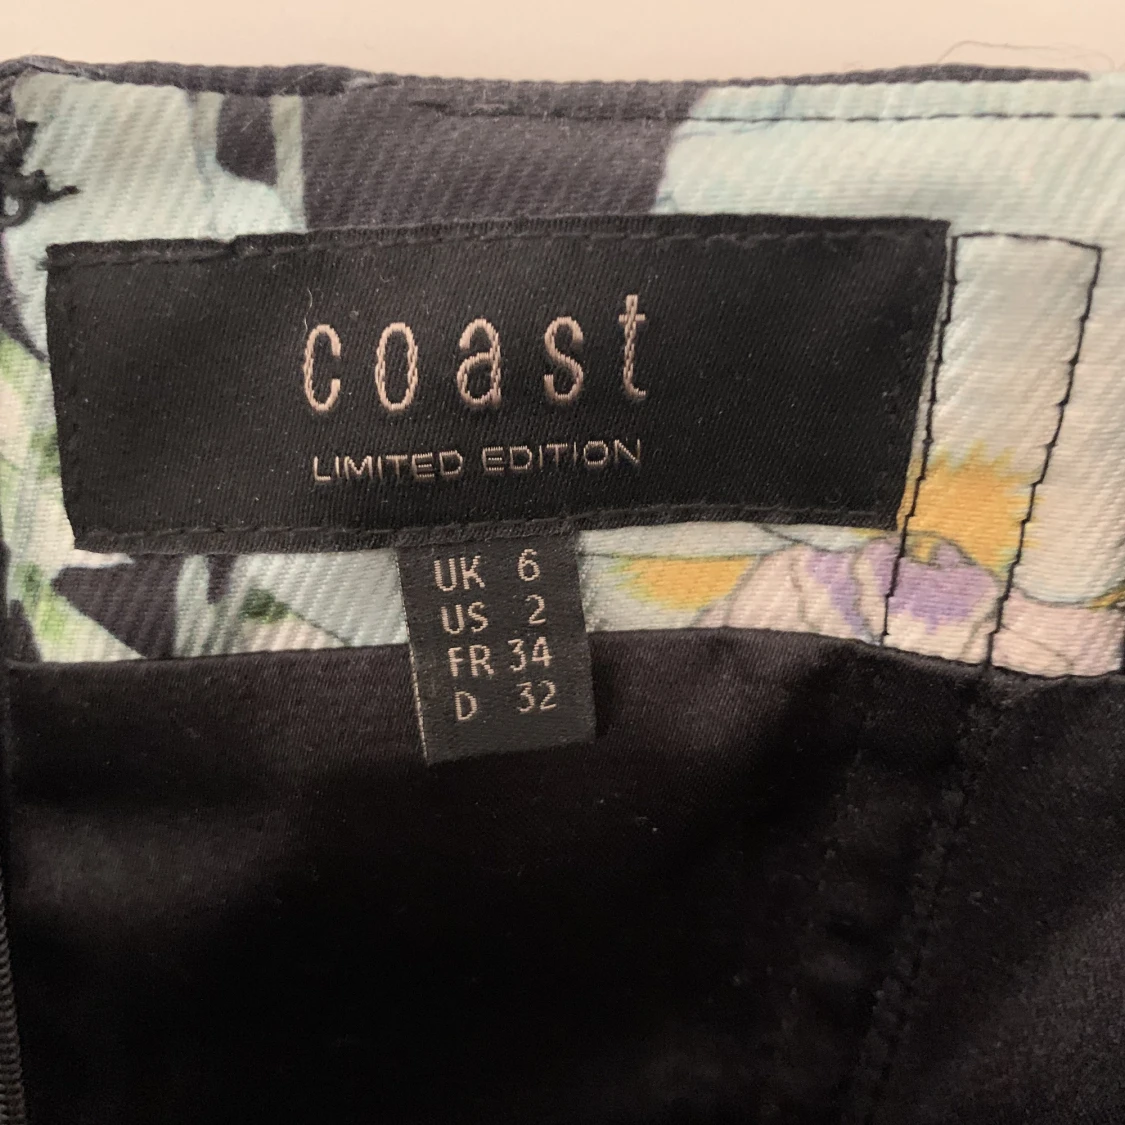 coast
LIMITED EDITION
UK 6
US 2
FR 34
D 32